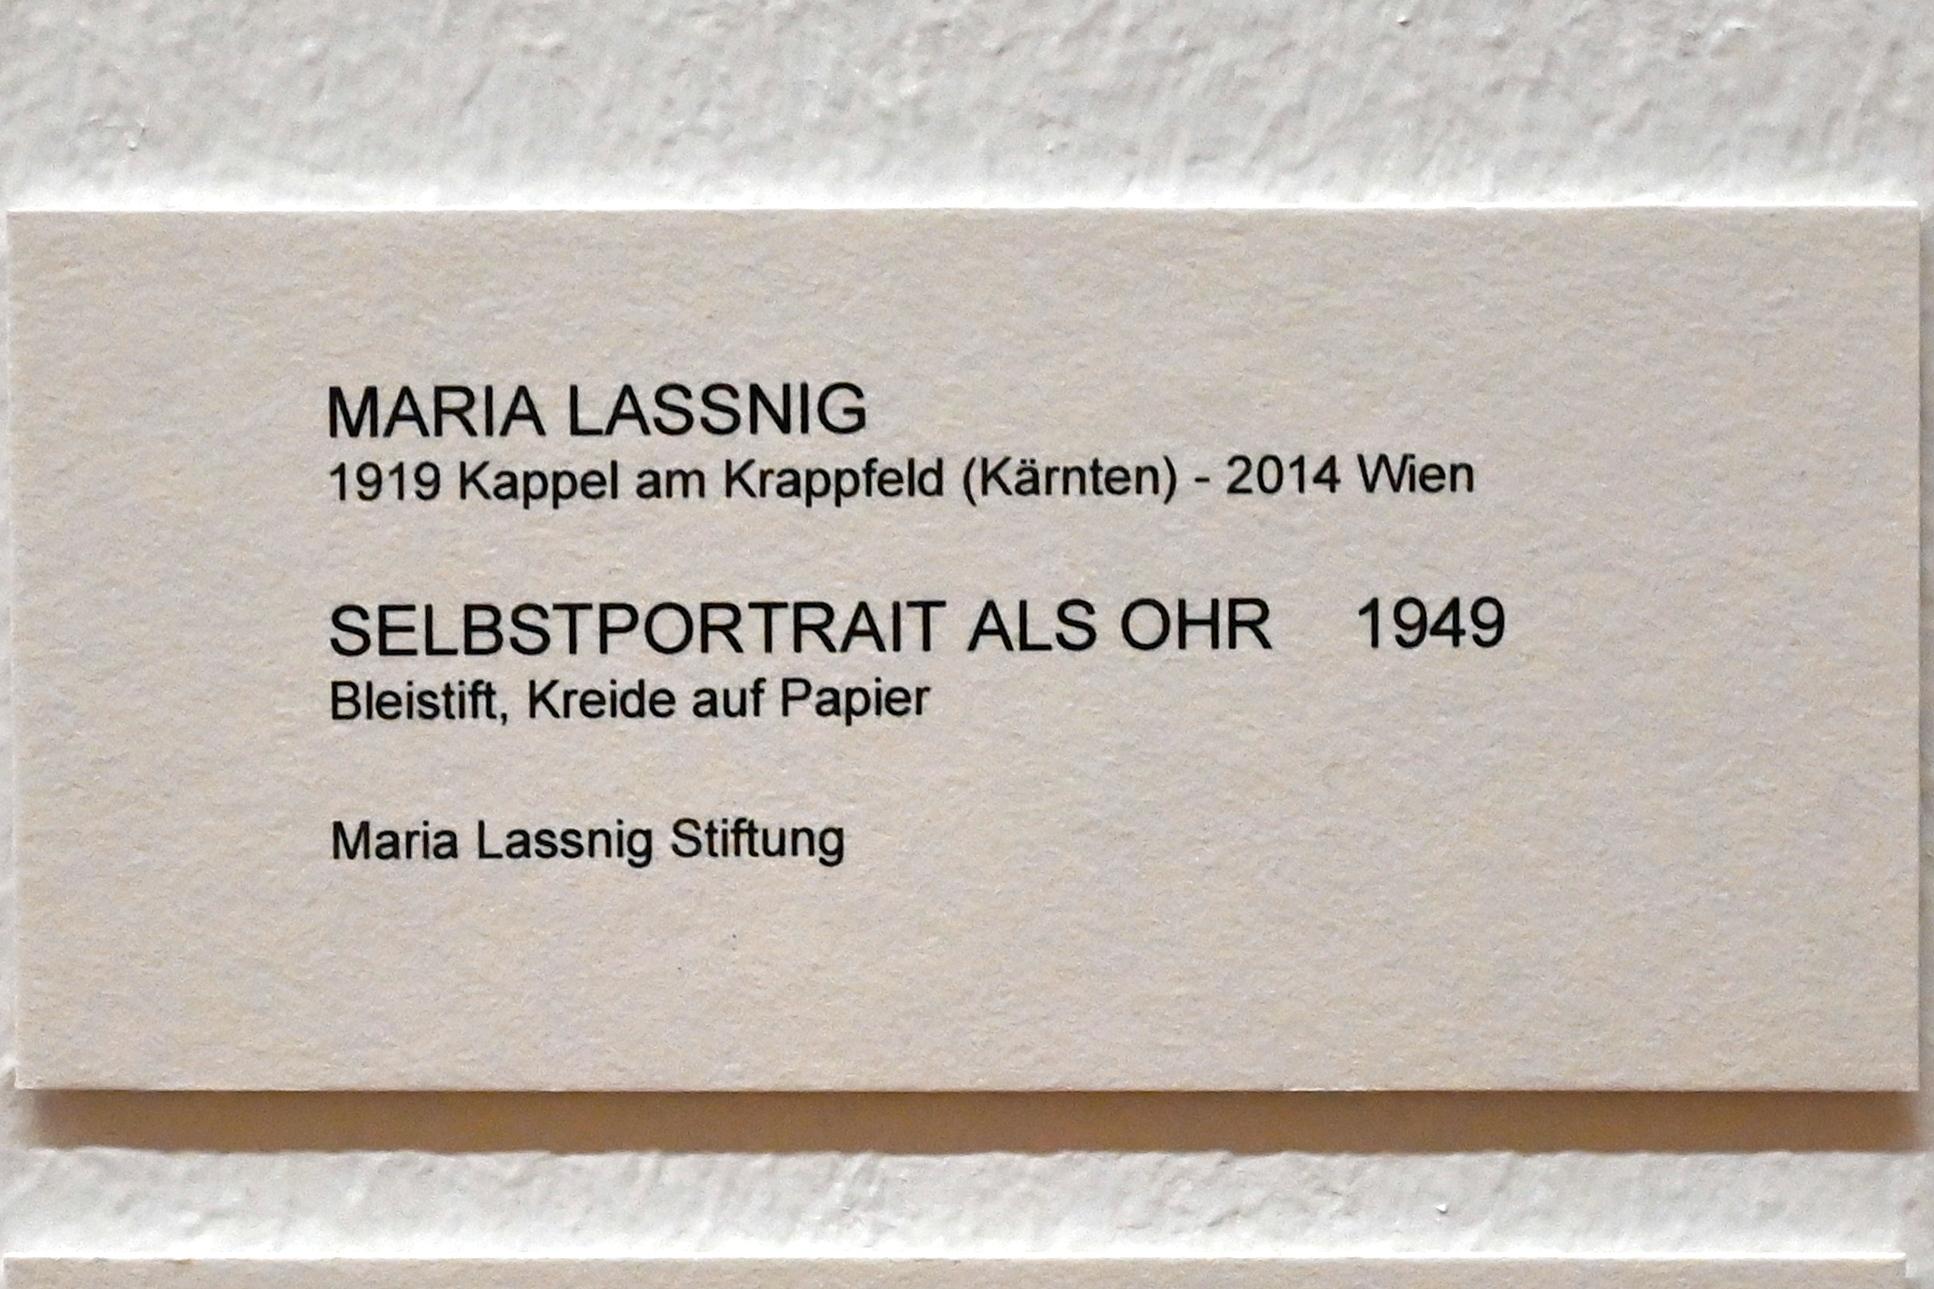 MARIA LASSNIG
1919 Kappel am Krappfeld (Kärnten) - 2014 Wien
SELBSTPORTRAIT ALS OHR 1949
Bleistift, Kreide auf Papier
Maria Lassnig Stiftung